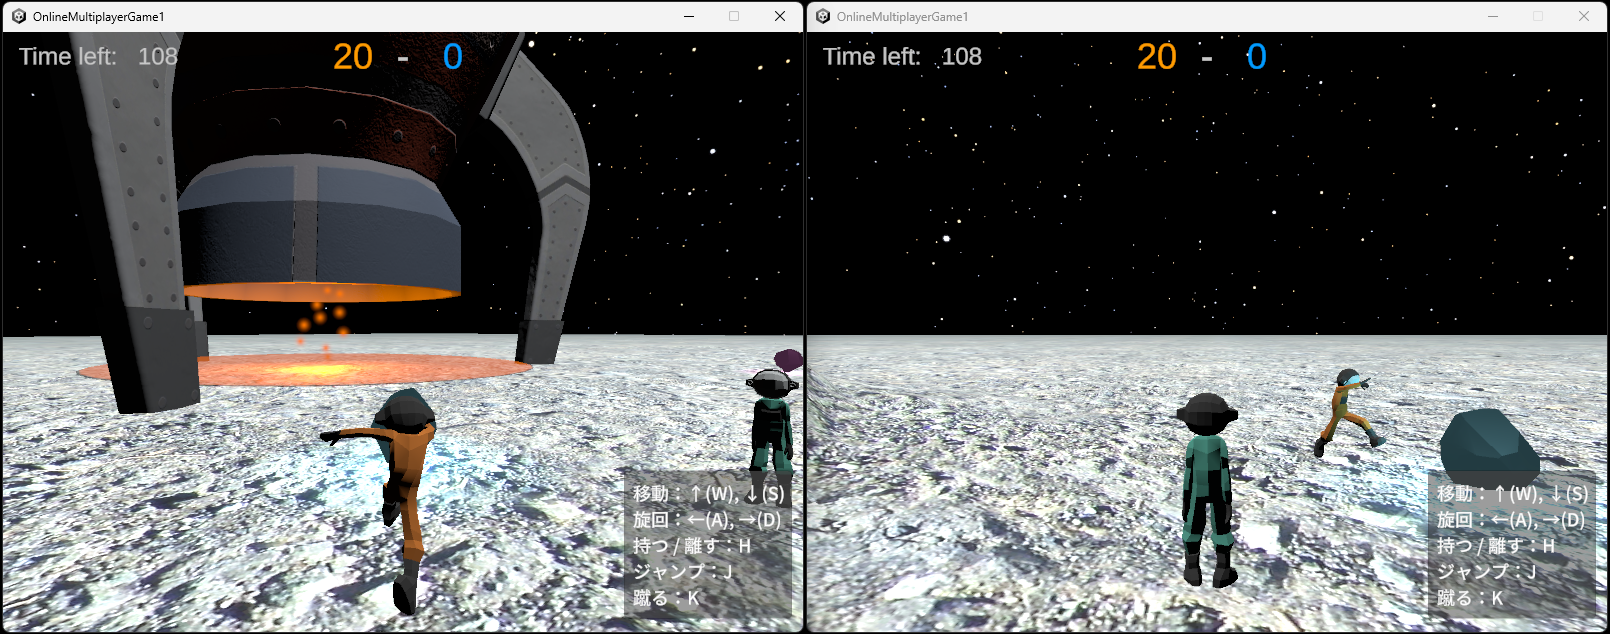 OnlineMultiplayerGame1
Time left: 108
20 - 0
移動：↑(W), ↓(S)
旋回：←(A), →(D)
持つ / 離す：H
ジャンプ：J
蹴る：K
OnlineMultiplayerGame1
Time left: 108
20 - 0
移動：↑(W), ↓(S)
旋回：←(A), →(D)
持つ / 離す：H
ジャンプ：J
蹴る：K